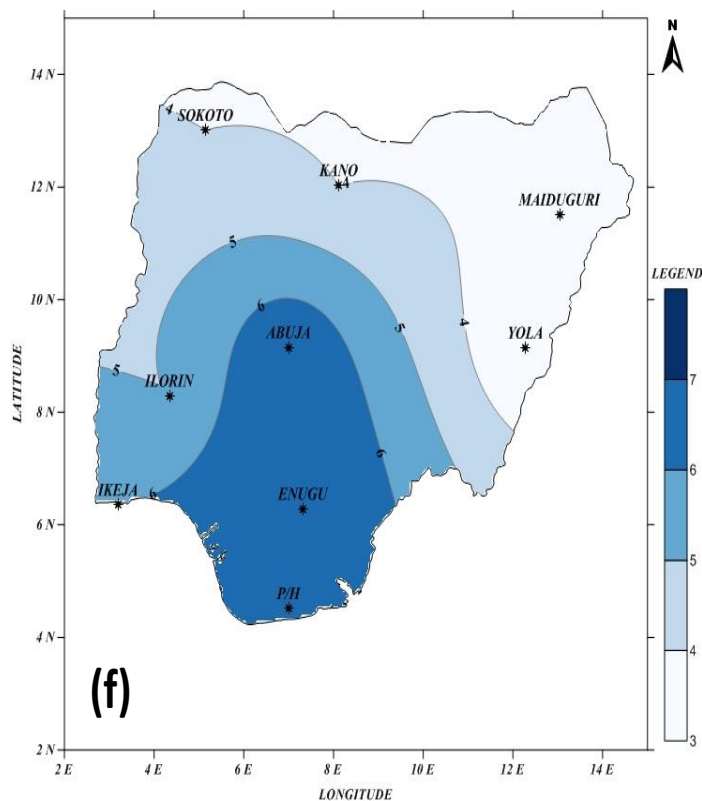 N
14 N
4
SOKOTO
KANO
4
12 N
MAIDUGURI
5
LEGEND
10 N
6
ABUJA
5
4
YOLA
7
5
ILORIN
8 N
LATITUDE
6
6
IKEJA
6
ENUGU
6 N
5
P/H
4 N
4
(f)
3
2 N
2 E
4 E
6 E
8 E
10 E
12 E
14 E
LONGITUDE